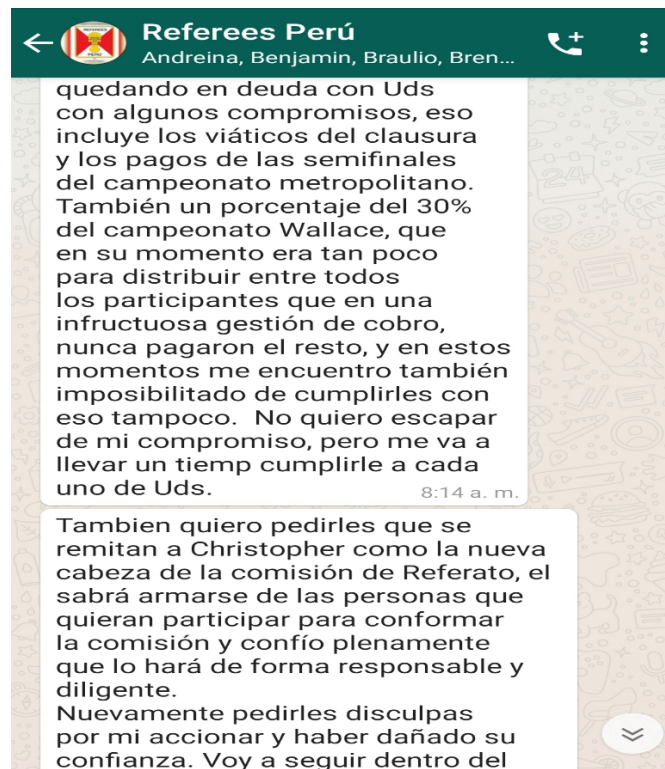 Referees Perú
Andreina, Benjamin, Braulio, Bren...
quedando en deuda con Uds
con algunos compromisos, eso
incluye los viáticos del clausura
y los pagos de las semifinales
del campeonato metropolitano.
También un porcentaje del 30%
del campeonato Wallace, que
en su momento era tan poco
para distribuir entre todos
los participantes que en una
infructuosa gestión de cobro,
nunca pagaron el resto, y en estos
momentos me encuentro también
imposibilitado de cumplirles con
eso tampoco.  No quiero escapar
de mi compromiso, pero me va a
llevar un tiemp cumplirle a cada
uno de Uds.
8:14 a. m.
Tambien quiero pedirles que se
remitan a Christopher como la nueva
cabeza de la comisión de Referato, el
sabrá armarse de las personas que
quieran participar para conformar
la comisión y confío plenamente
que lo hará de forma responsable y
diligente.
Nuevamente pedirles disculpas
por mi accionar y haber dañado su
confianza. Voy a seguir dentro del